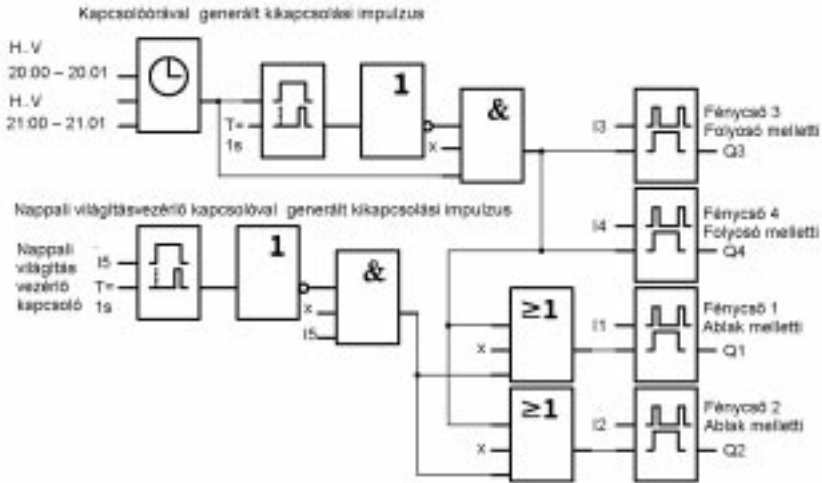 Kapcsolóórával generált kikapcsolási impulzus
H..V
20:00 – 20.01
H..V
21:00 – 21.01
T=
1s
1
x
&
I3
Fénycső 3
Folyosó melletti
Q3
Nappali világításvezérlő kapcsolóval generált kikapcsolási impulzus
I4
Fénycső 4
Folyosó melletti
Q4
Nappali
világítás
vezérlő
kapcsoló
I5
T=
1s
1
x
I5
&
≥1
x
I1
Fénycső 1
Ablak melletti
Q1
≥1
x
I2
Fénycső 2
Ablak melletti
Q2